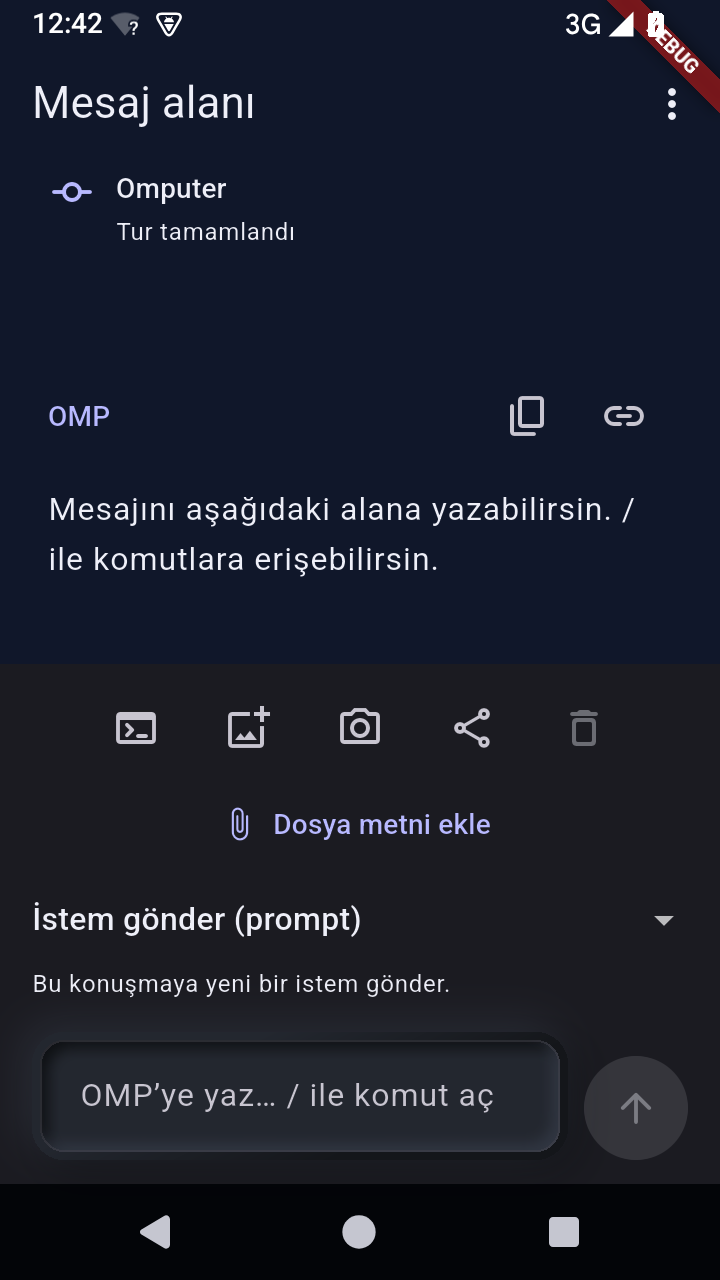 12:42
3G
EBUG
Mesaj alanı
Omputer
Tur tamamlandı
OMP
Mesajını aşağıdaki alana yazabilirsin. /
ile komutlara erişebilirsin.
Dosya metni ekle
İstem gönder (prompt)
Bu konuşmaya yeni bir istem gönder.
OMP’ye yaz… / ile komut aç